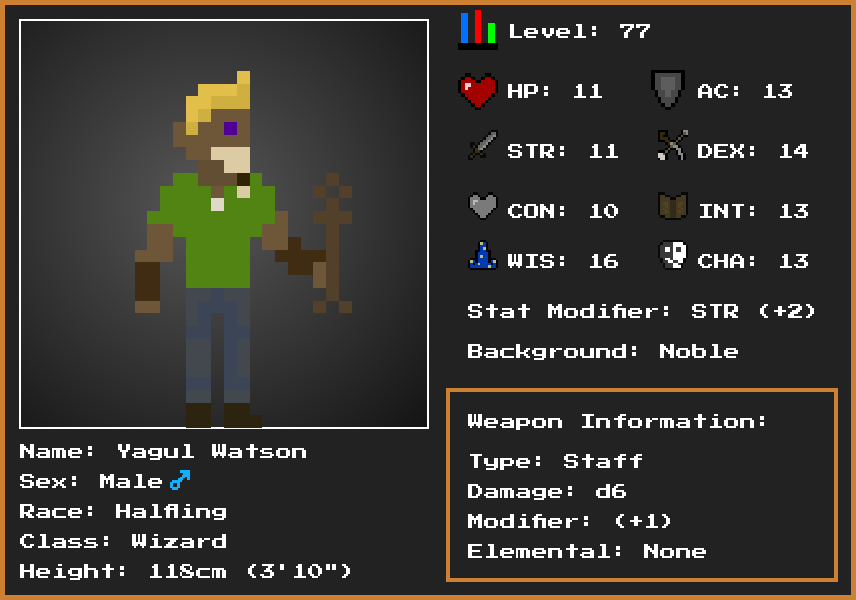 Level: 77
HP: 11 AC: 13
STR: 11 DEX: 14
CON: 10 INT: 13
WIS: 16 CHA: 13
Stat Modifier: STR (+2)
Background: Noble
Weapon Information:
Type: Staff
Damage: d6
Modifier: (+1)
Elemental: None
Name: Yagul Watson
Sex: Male♂
Race: Halfling
Class: Wizard
Height: 118cm (3'10")